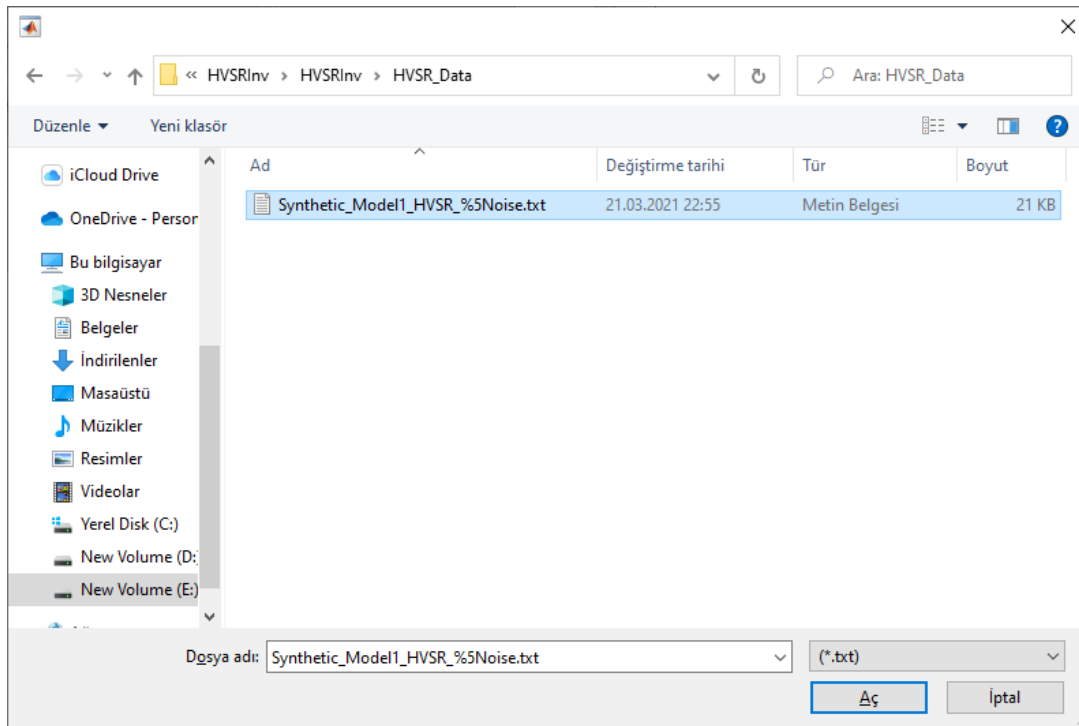 « HVSRInv > HVSRInv > HVSR_Data
Ara: HVSR_Data
Düzenle
Yeni klasör
?
Ad
Değiştirme tarihi
Tür
Boyut
Synthetic_Model1_HVSR_%5Noise.txt
21.03.2021 22:55
Metin Belgesi
21 KB
iCloud Drive
OneDrive - Person
Bu bilgisayar
3D Nesneler
Belgeler
İndirilenler
Masaüstü
Müzikler
Resimler
Videolar
Yerel Disk (C:)
New Volume (D:)
New Volume (E:)
Dosya adı:
Synthetic_Model1_HVSR_%5Noise.txt
(*.txt)
Aç
İptal